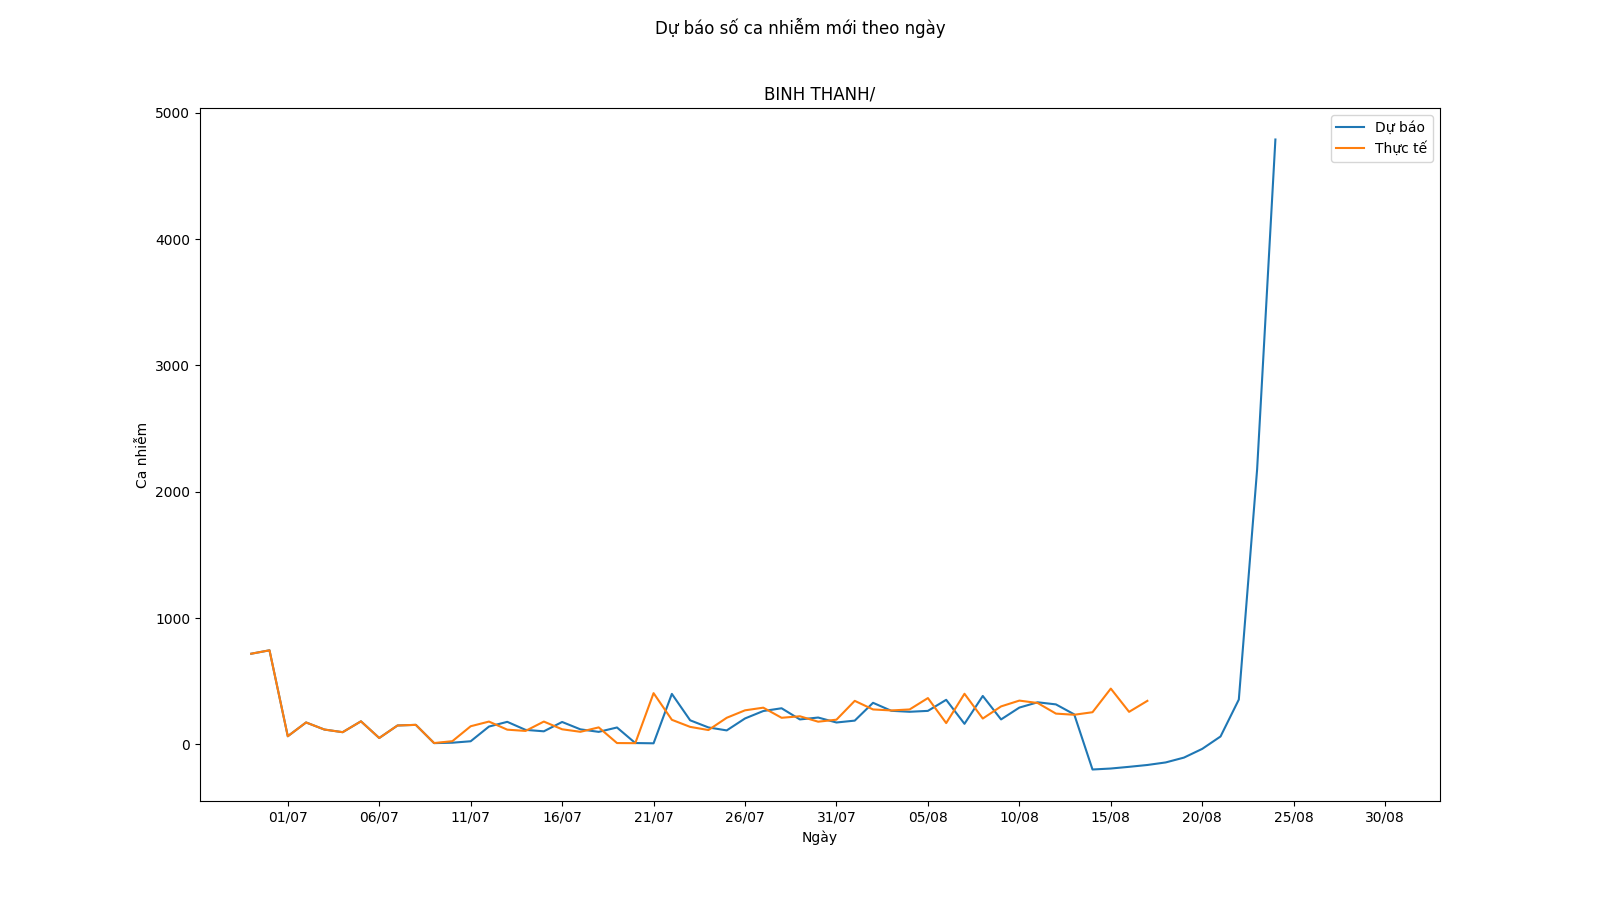 Dự báo số ca nhiễm mới theo ngày
BINH THANH/
Dự báo
Thực tế
5000
4000
3000
2000
1000
0
Ca nhiễm
01/07 06/07 11/07 16/07 21/07 26/07 31/07 05/08 10/08 15/08 20/08 25/08 30/08
Ngày